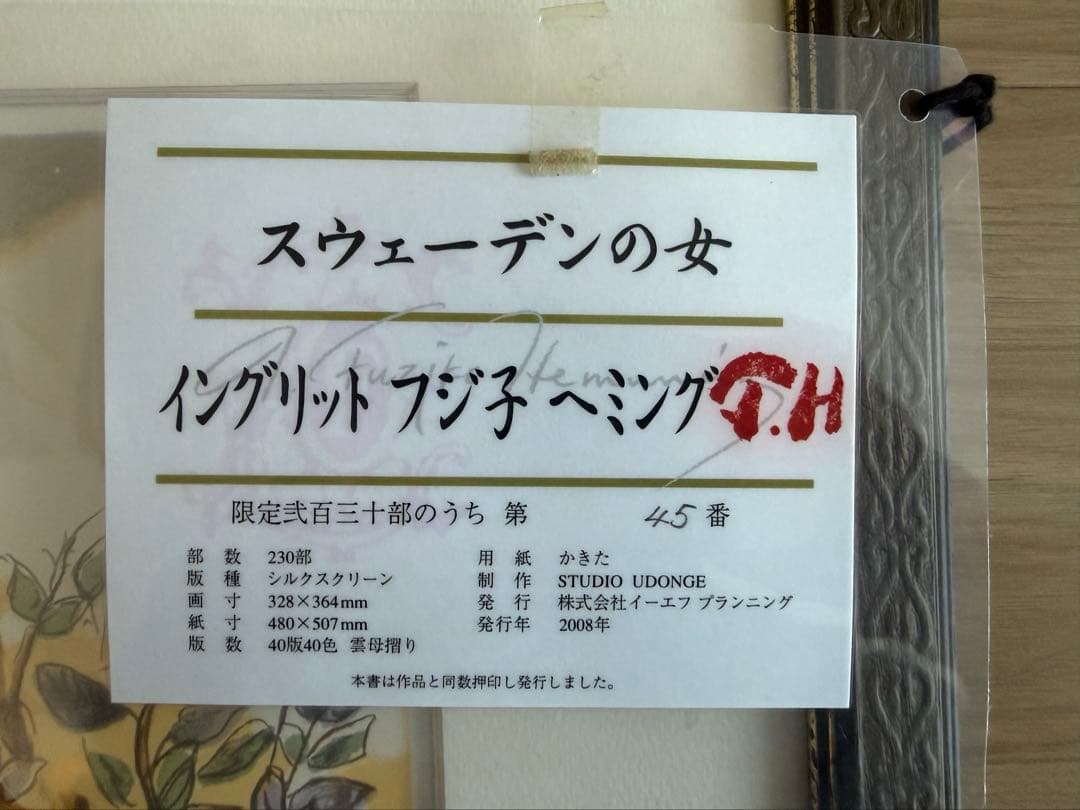 スウェーデンの女
イングリット フジ子 ヘミング
Fuziko Hemming
T.H
限定弐百三十部のうち 第 45 番
部 数 230部
版 種 シルクスクリーン
画 寸 328×364mm
紙 寸 480×507mm
版 数 40版40色 雲母摺り
用 紙 かきた
制 作 STUDIO UDONGE
発 行 株式会社イーエフ プランニング
発行年 2008年
本書は作品と同数押印し発行しました。